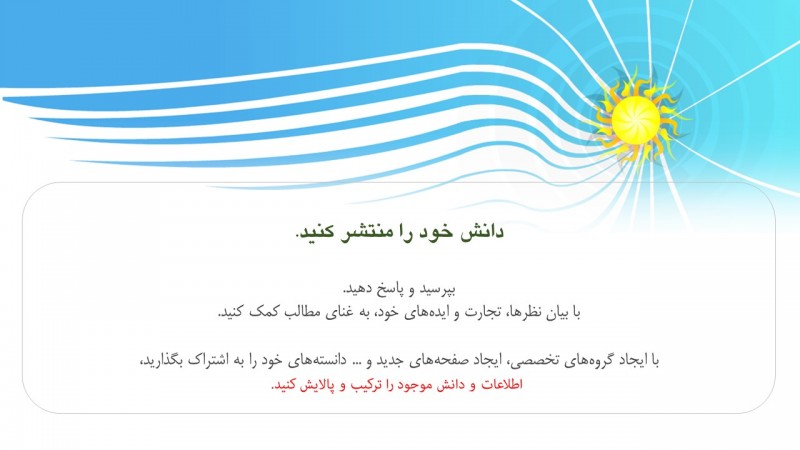 دانش خود را منتشر کنید.
بپرسید و پاسخ دهید.
با بیان نظرها، تجارت و ایده‌های خود، به غنای مطالب کمک کنید.
با ایجاد گروه‌های تخصصی، ایجاد صفحه‌های جدید و ... دانسته‌های خود را به اشتراک بگذارید،
اطلاعات و دانش موجود را ترکیب و پالایش کنید.